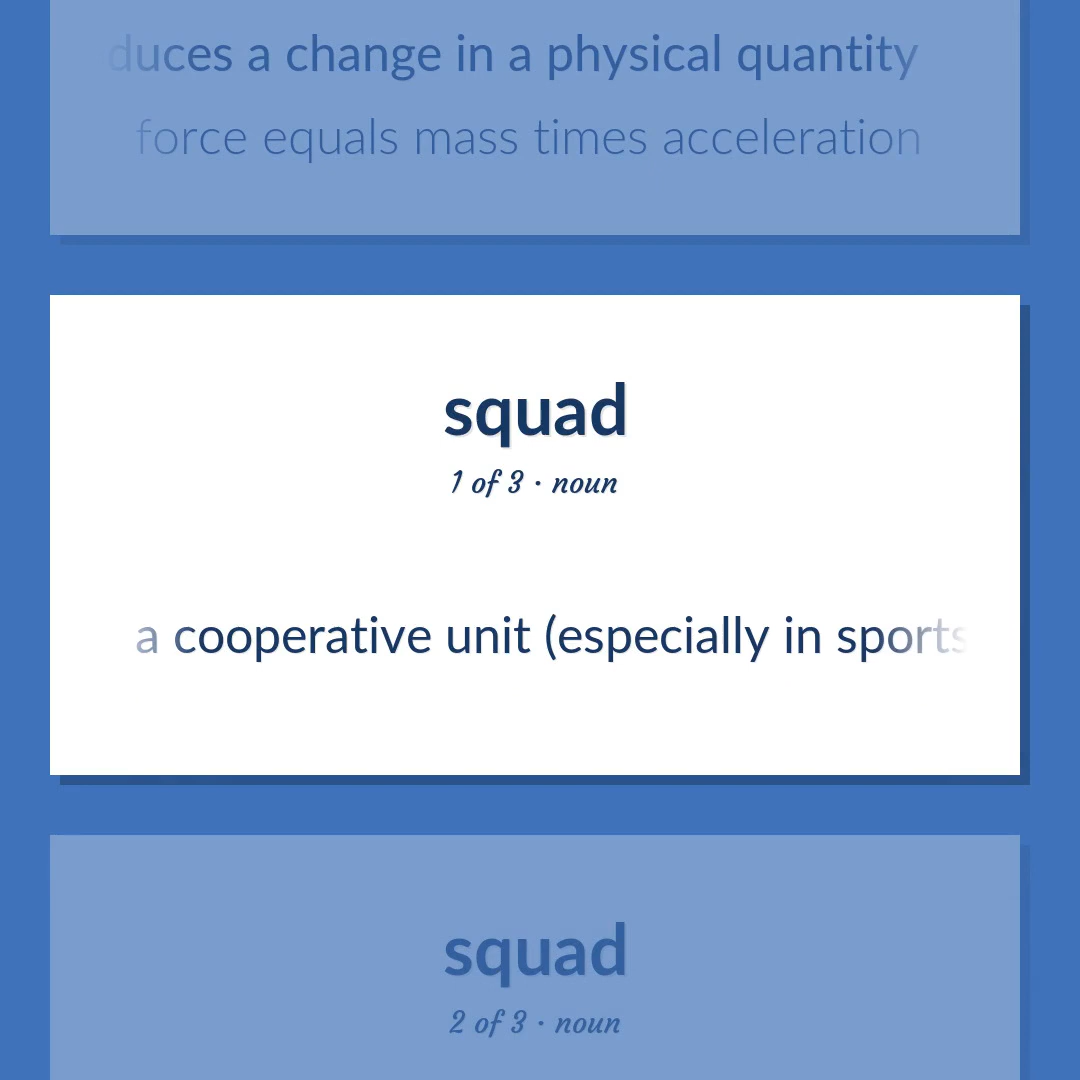 duces a change in a physical quantity
force equals mass times acceleration
squad
1 of 3 · noun
a cooperative unit (especially in sports
squad
2 of 3 · noun